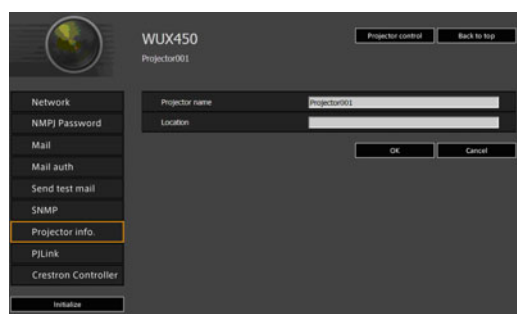 WUX450
Projector001
Projector control
Back to top
Network
NMPJ Password
Mail
Mail auth
Send test mail
SNMP
Projector info.
PJLink
Crestron Controller
Initialize
Projector name
Projector001
Location
OK
Cancel